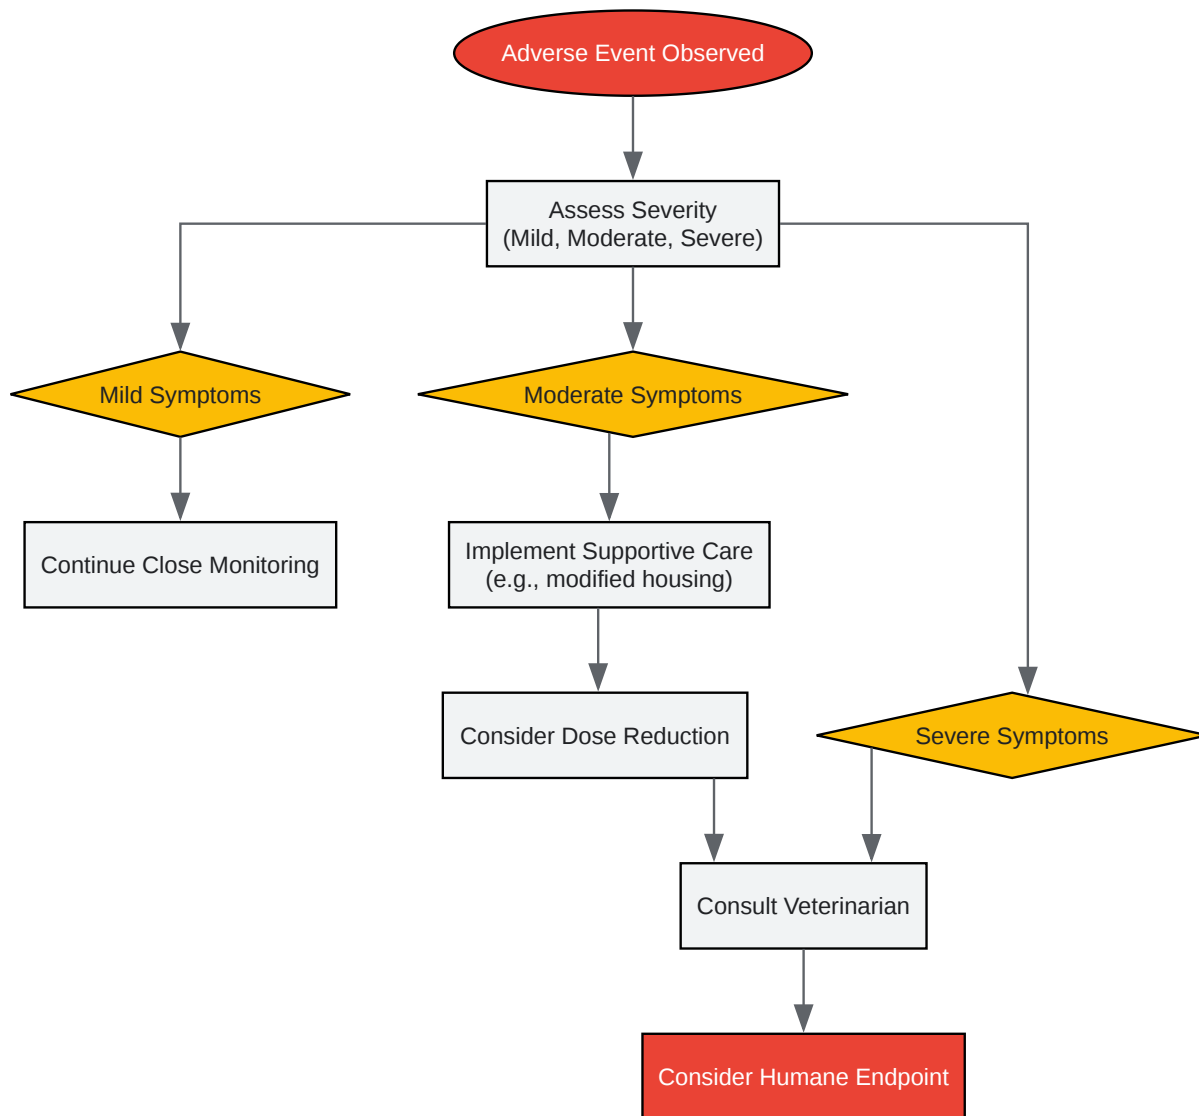 Adverse Event Observed
Assess Severity
(Mild, Moderate, Severe)
Mild Symptoms
Moderate Symptoms
Continue Close Monitoring
Implement Supportive Care
(e.g., modified housing)
Consider Dose Reduction
Severe Symptoms
Consult Veterinarian
Consider Humane Endpoint